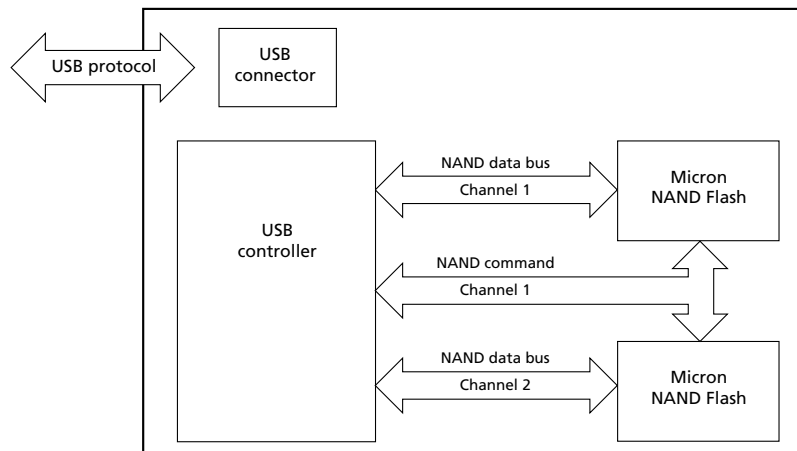 USB protocol
USB
connector
USB
controller
NAND data bus
Channel 1
Micron
NAND Flash
NAND command
Channel 1
NAND data bus
Channel 2
Micron
NAND Flash